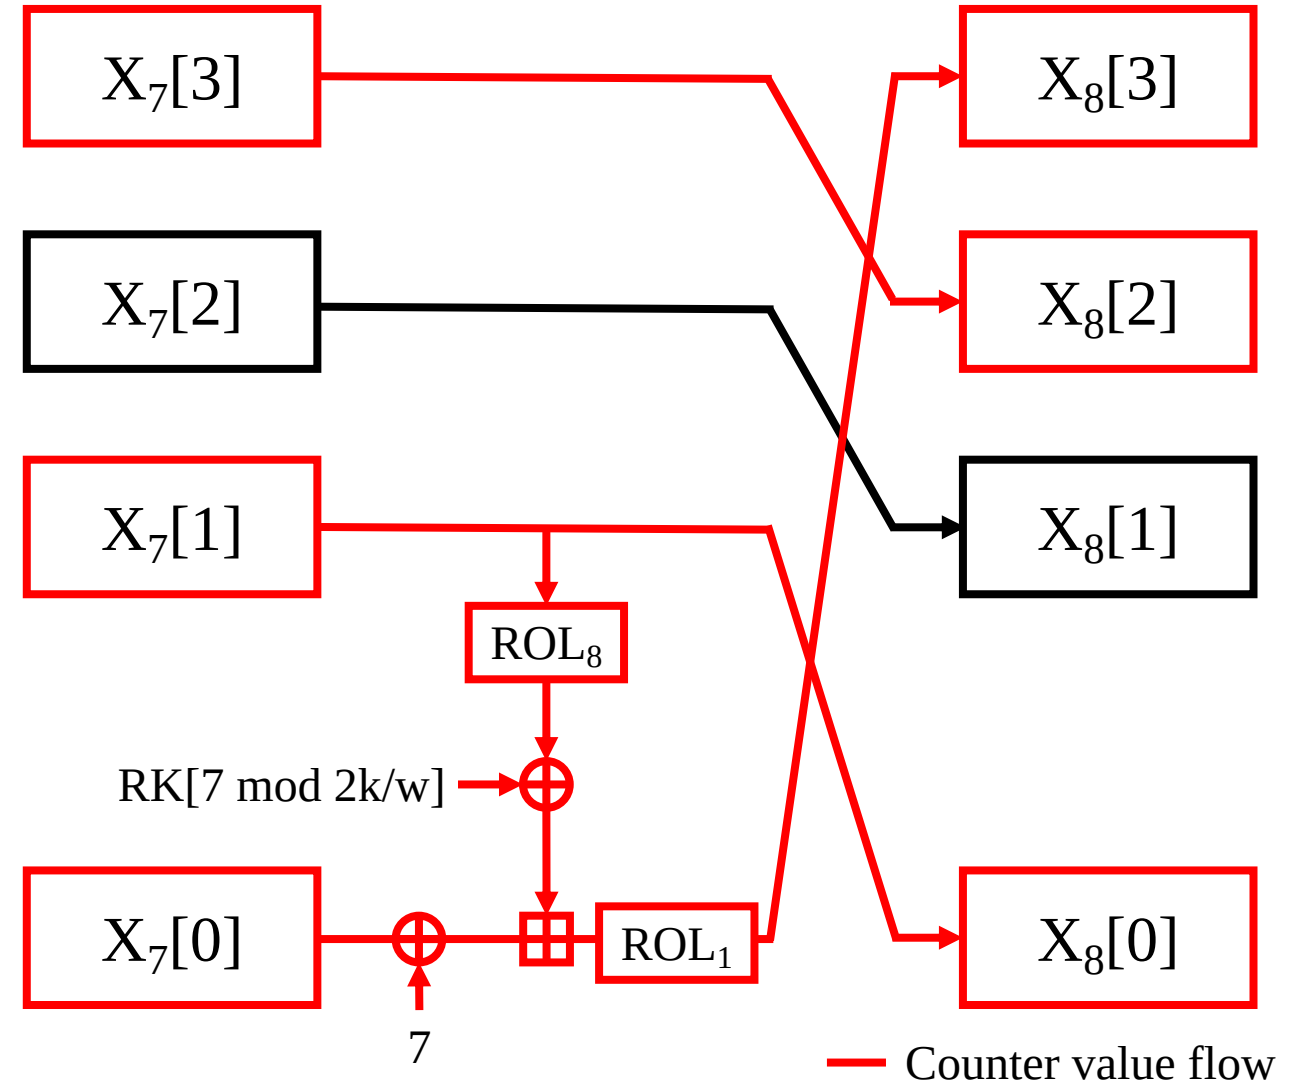 X₇[3]
X₈[3]
X₇[2]
X₈[2]
X₇[1]
X₈[1]
ROL₈
RK[7 mod 2k/w]
X₇[0]
ROL₁
X₈[0]
7
Counter value flow